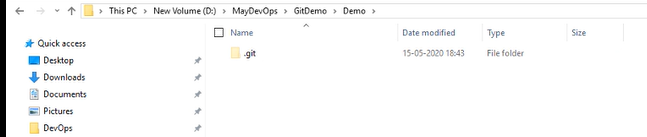 This PC > New Volume (D:) > MayDevOps > GitDemo > Demo >
Name Date modified Type Size
Quick access
.git 15-05-2020 18:43 File folder
Desktop
Downloads
Documents
Pictures
DevOps